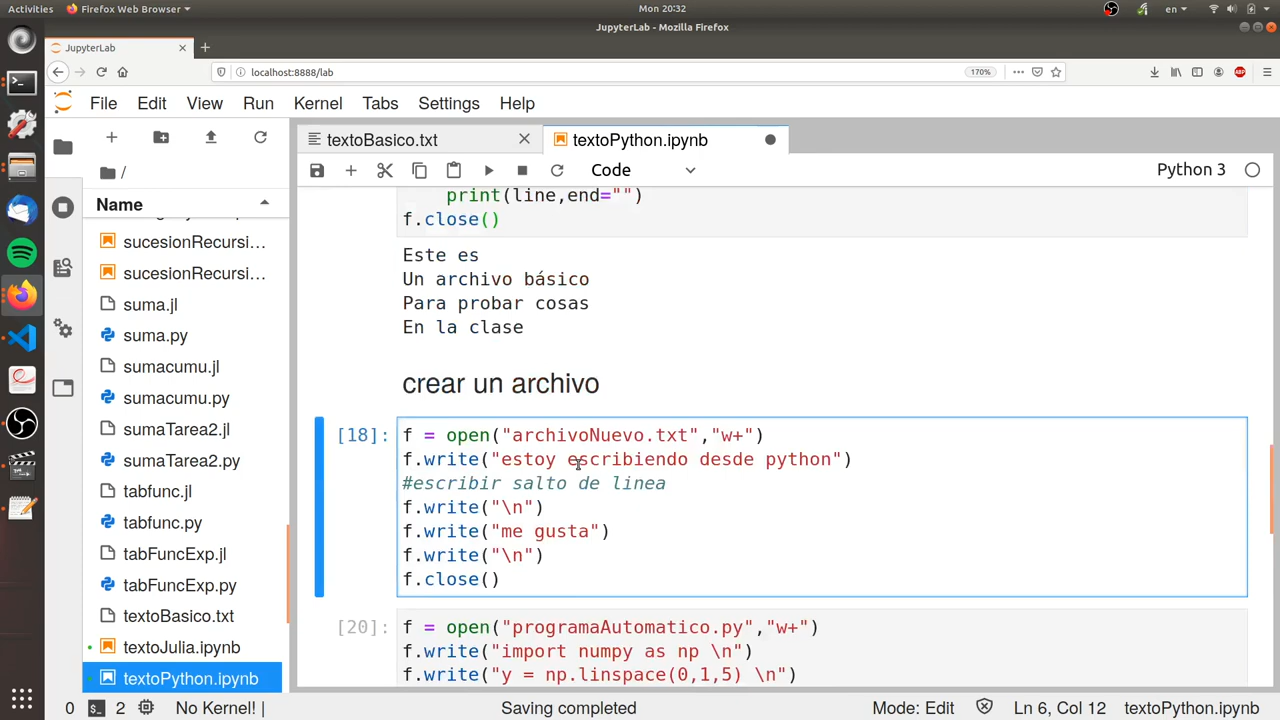 Activities
Firefox Web Browser
Mon 20:32
en
JupyterLab - Mozilla Firefox
JupyterLab
localhost:8888/lab
170%
ABP
File Edit View Run Kernel Tabs Settings Help
textoBasico.txt
textoPython.ipynb
/
Code
Python 3
Name
sucesionRecursi...
sucesionRecursi...
suma.jl
suma.py
sumacumu.jl
sumacumu.py
sumaTarea2.jl
sumaTarea2.py
tabfunc.jl
tabfunc.py
tabFuncExp.jl
tabFuncExp.py
textoBasico.txt
textoJulia.ipynb
textoPython.ipynb
print(line,end="")
f.close()
Este es
Un archivo básico
Para probar cosas
En la clase
crear un archivo
[18]:
f = open("archivoNuevo.txt","w+")
f.write("estoy escribiendo desde python")
#escribir salto de linea
f.write("\n")
f.write("me gusta")
f.write("\n")
f.close()
[20]:
f = open("programaAutomatico.py","w+")
f.write("import numpy as np \n")
f.write("y = np.linspace(0,1,5) \n")
0
2
No Kernel! |
Saving completed
Mode: Edit
Ln 6, Col 12
textoPython.ipynb